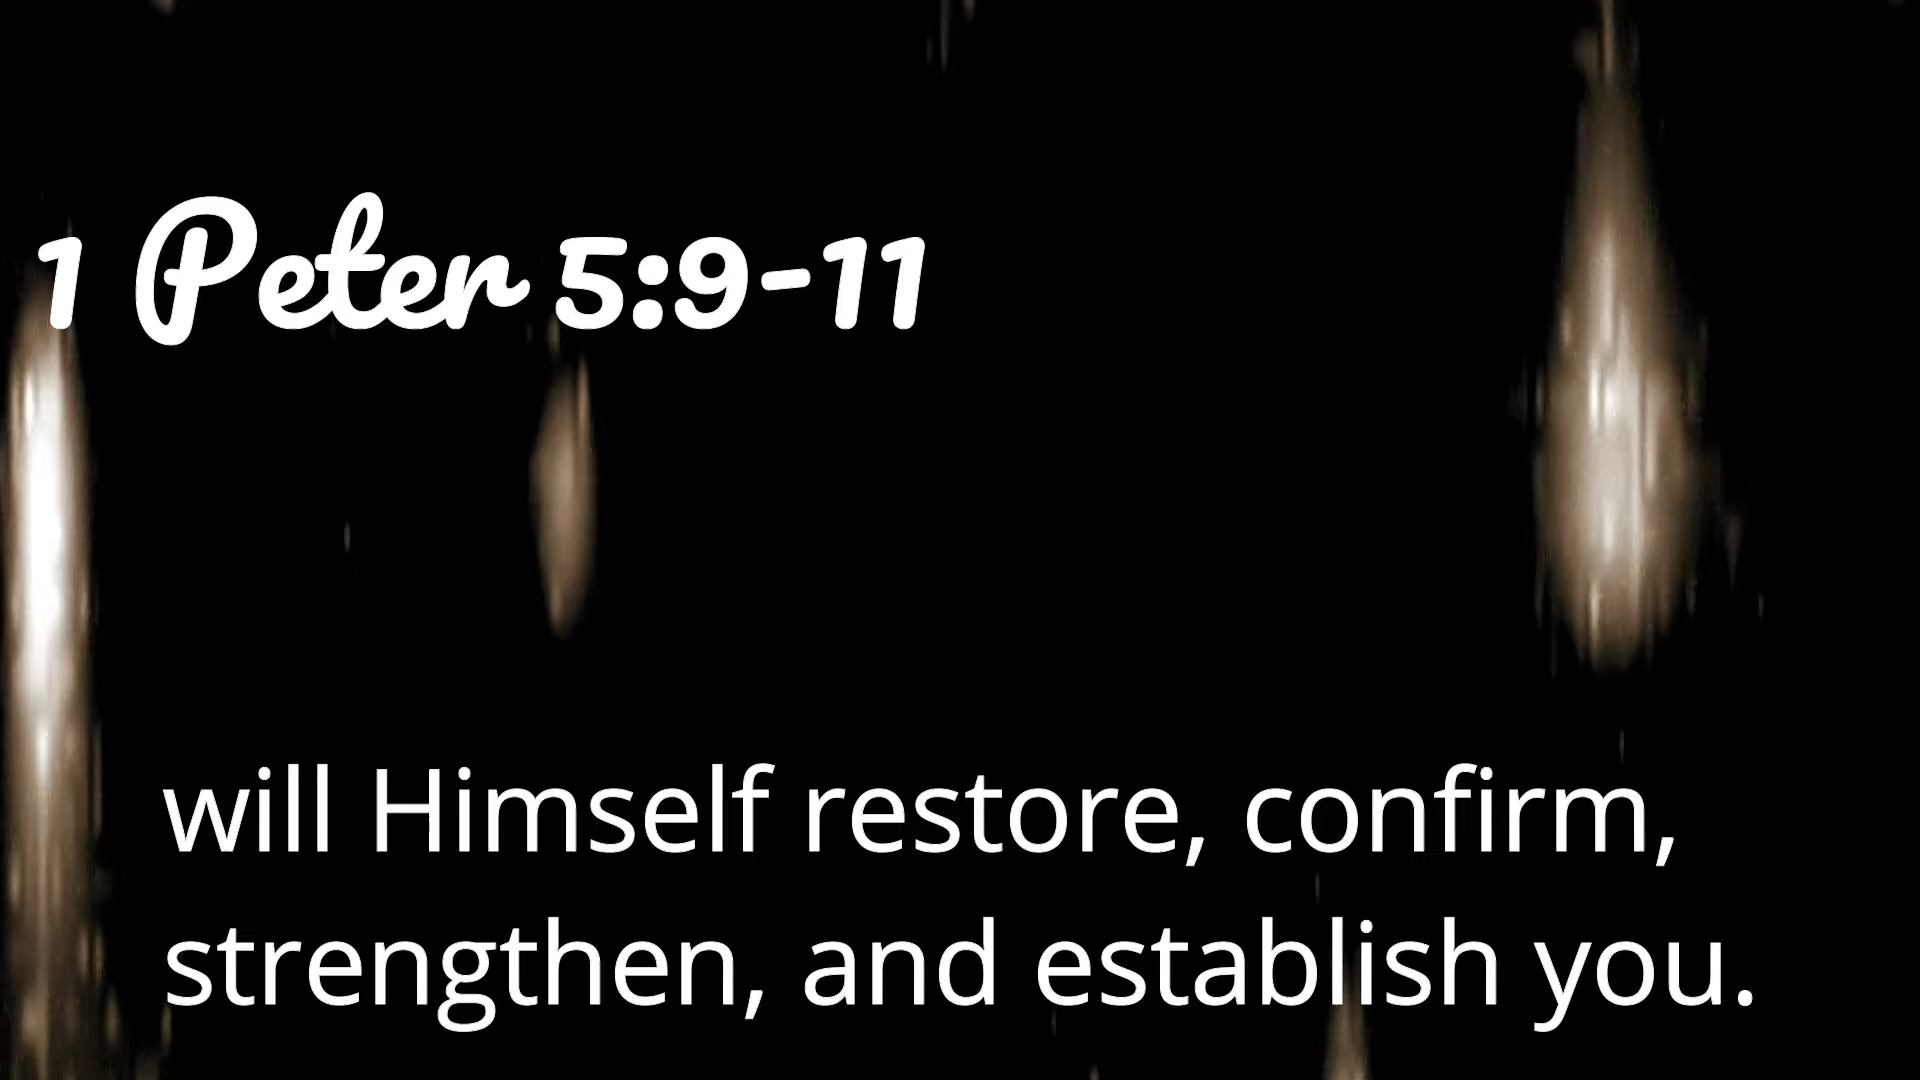 1 Peter 5:9-11
will Himself restore, confirm,
strengthen, and establish you.